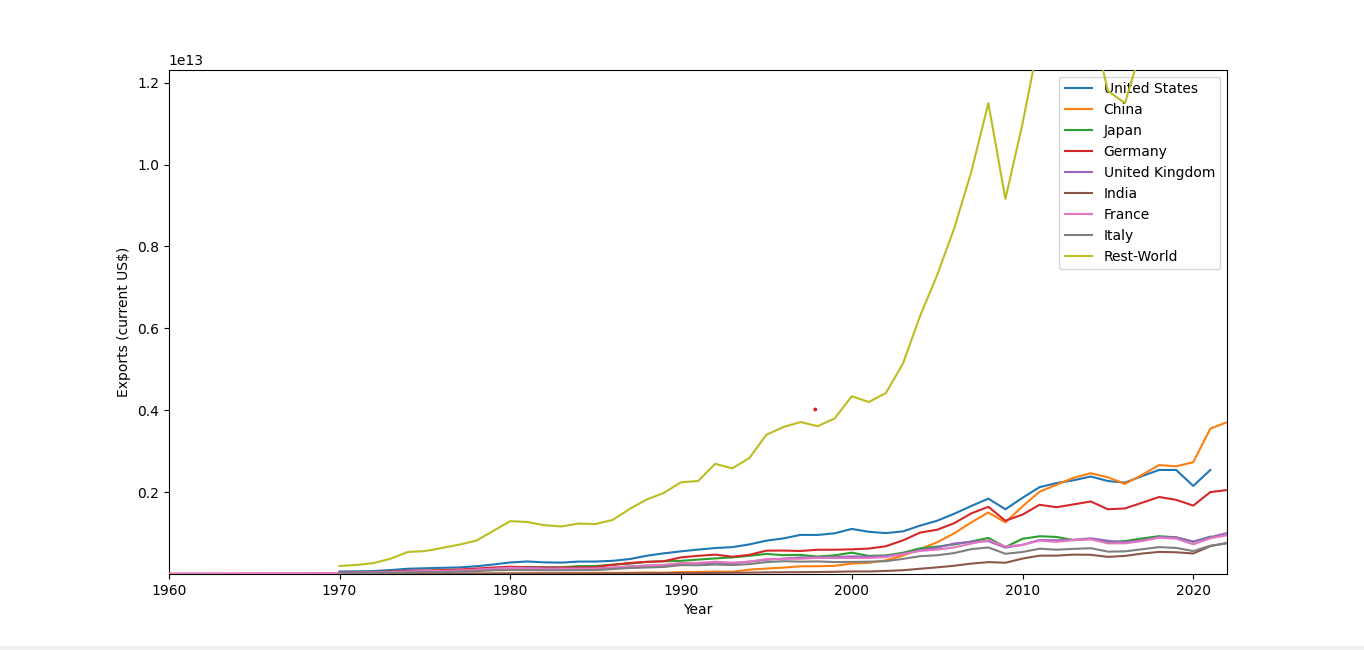 1e13
1.2
1.0
0.8
0.6
0.4
0.2
Exports (current US$)
1960 1970 1980 1990 2000 2010 2020
Year
United States
China
Japan
Germany
United Kingdom
India
France
Italy
Rest-World